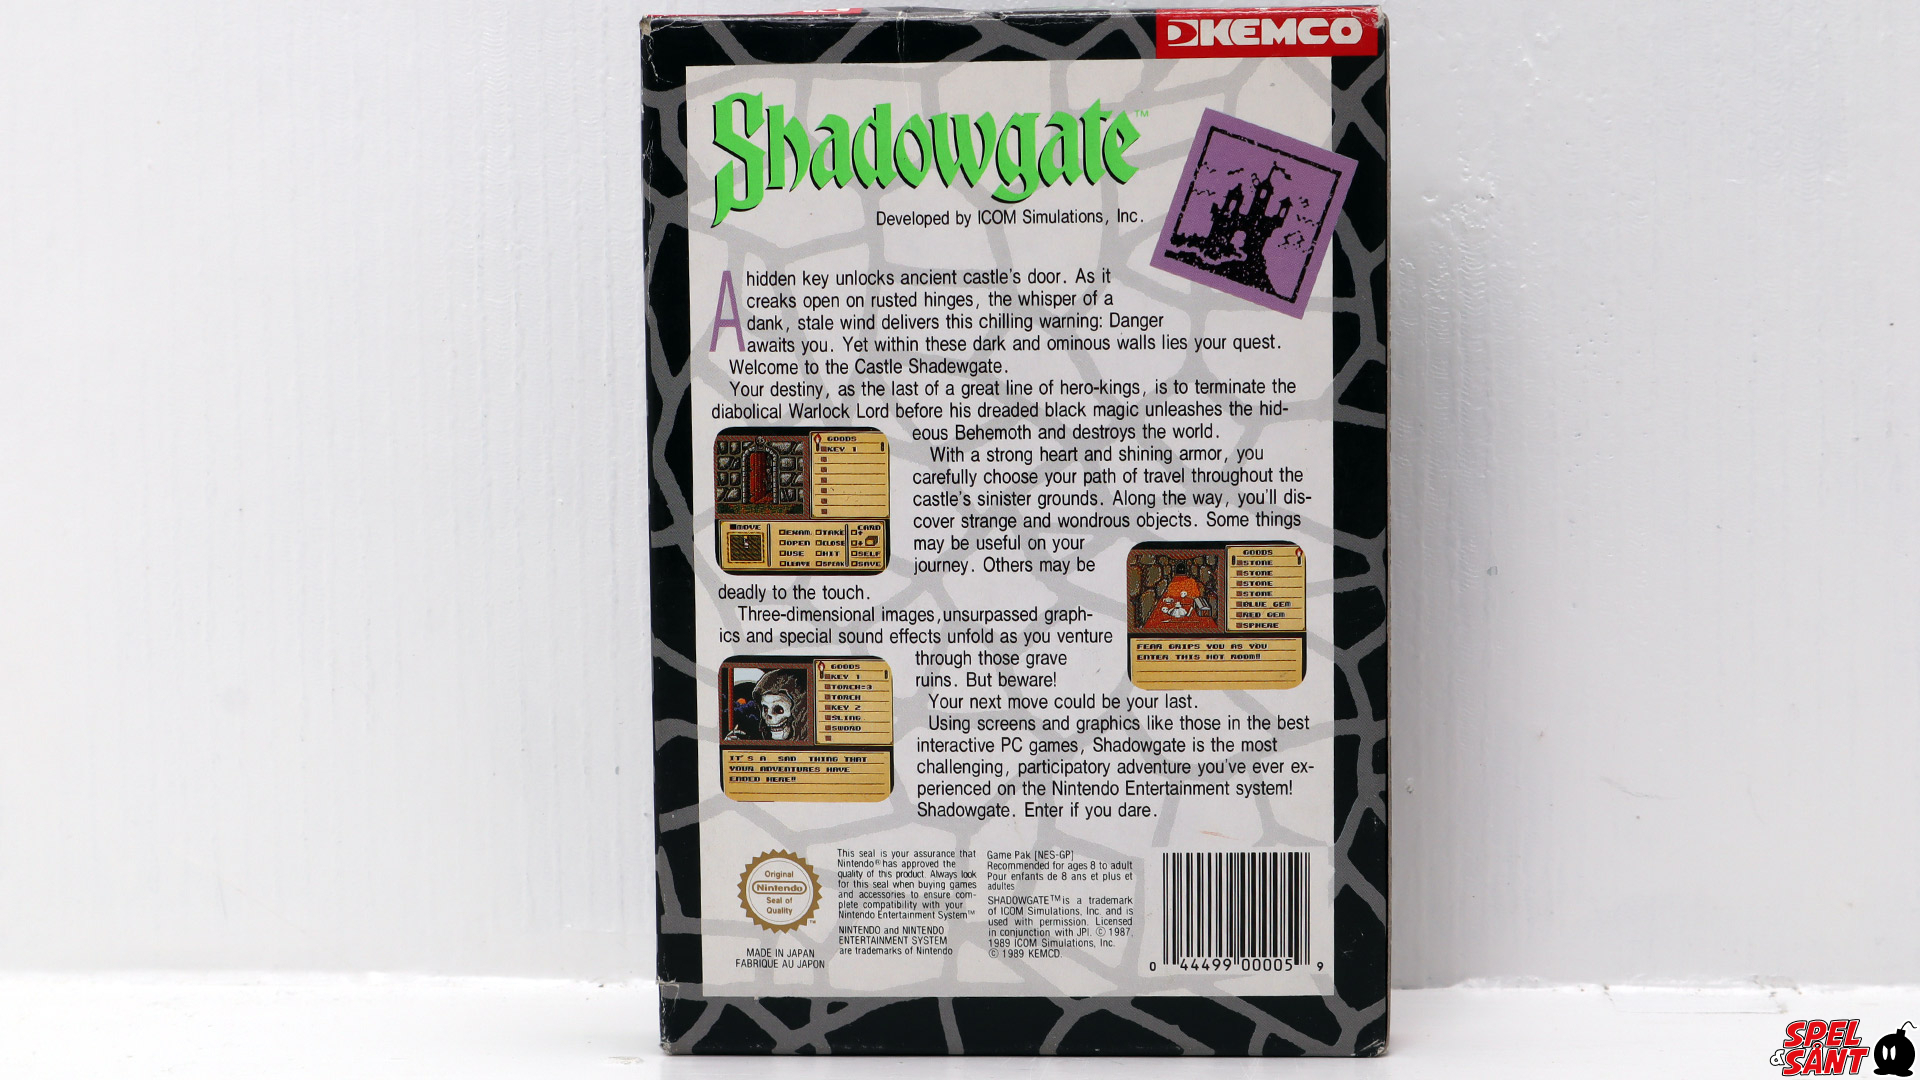 KEMCO
Shadowgate™
Developed by ICOM Simulations, Inc.
A hidden key unlocks ancient castle's door. As it
creaks open on rusted hinges, the whisper of a
dank, stale wind delivers this chilling warning: Danger
awaits you. Yet within these dark and ominous walls lies your quest.
Welcome to the Castle Shadewgate.
Your destiny, as the last of a great line of hero-kings, is to terminate the
diabolical Warlock Lord before his dreaded black magic unleashes the hid-
eous Behemoth and destroys the world.
With a strong heart and shining armor, you
carefully choose your path of travel throughout the
castle's sinister grounds. Along the way, you'll dis-
cover strange and wondrous objects. Some things
may be useful on your
journey. Others may be
deadly to the touch.
Three-dimensional images,unsurpassed graph-
ics and special sound effects unfold as you venture
through those grave
ruins. But beware!
Your next move could be your last.
Using screens and graphics like those in the best
interactive PC games, Shadowgate is the most
challenging, participatory adventure you've ever ex-
perienced on the Nintendo Entertainment system!
Shadowgate. Enter if you dare.
GOODS
KEY 1
MOVE
EXAM TAKE CARD
OPEN CLOSE
USE HIT SELF
LEAVE SPEAK SAVE
GOODS
STONE
STONE
STONE
STONE
BLUE GEM
RED GEM
SPHERE
FEAR GRIPS YOU AS YOU
ENTER THIS HOT ROOM!!
GOODS
KEY 1
TORCH=3
TORCH
KEY 2
SLING
SWORD
IT'S A SAD THING THAT
YOUR ADVENTURES HAVE
ENDED HERE!!
Original
Nintendo
Seal of
Quality
™
MADE IN JAPAN
FABRIQUE AU JAPON
This seal is your assurance that
Nintendo® has approved the
quality of this product. Always look
for this seal when buying games
and accessories to ensure com-
plete compatibility with your
Nintendo Entertainment System™
NINTENDO and NINTENDO
ENTERTAINMENT SYSTEM
are trademarks of Nintendo
Game Pak [NES-GP]
Recommended for ages 8 to adult
Pour enfants de 8 ans et plus et
adultes
SHADOWGATE™ is a trademark
of ICOM Simulations, Inc. and is
used with permission. Licensed
in conjunction with JPI. © 1987,
1989 ICOM Simulations, Inc.
© 1989 KEMCO.
0 44499 00005 9
SPEL
&SÅNT